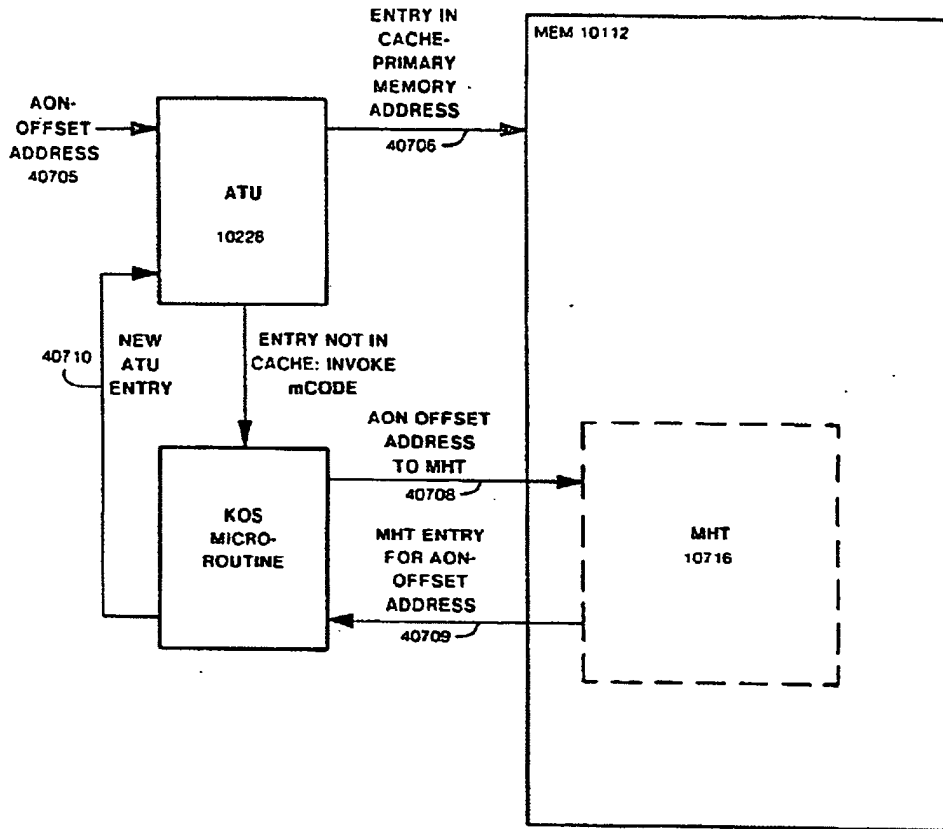 ENTRY IN
CACHE-
PRIMARY
MEMORY
ADDRESS
40706
MEM 10112
AON-
OFFSET
ADDRESS
40705
ATU
10228
40710
NEW
ATU
ENTRY
ENTRY NOT IN
CACHE: INVOKE
mCODE
AON OFFSET
ADDRESS
TO MHT
40708
KOS
MICRO-
ROUTINE
MHT ENTRY
FOR AON-
OFFSET
ADDRESS
40709
MHT
10716